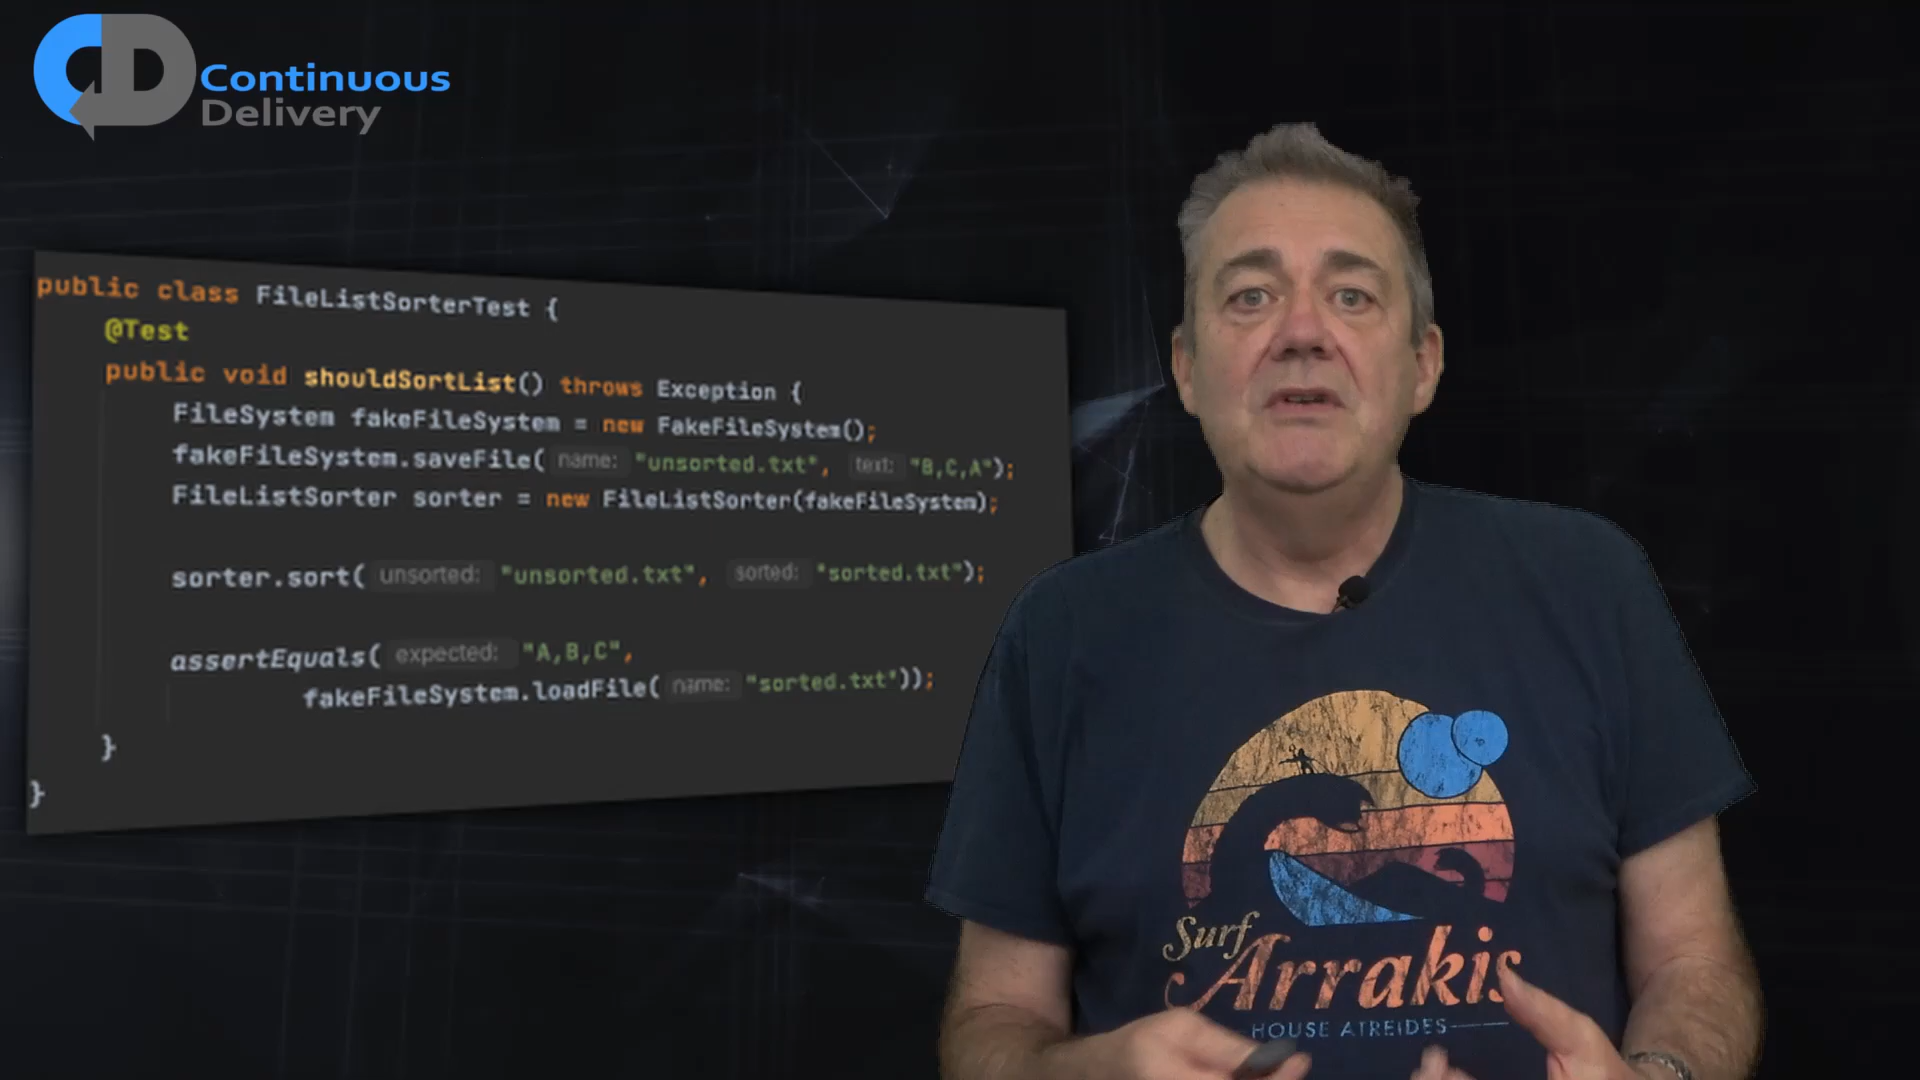 Continuous
Delivery
public class FileListSorterTest {
@Test
public void shouldSortList() throws Exception {
FileSystem fakeFileSystem = new FakeFileSystem();
fakeFileSystem.saveFile( name: "unsorted.txt", text: "B,C,A");
FileListSorter sorter = new FileListSorter(fakeFileSystem);
sorter.sort( unsorted: "unsorted.txt", sorted: "sorted.txt");
assertEquals( expected: "A,B,C",
fakeFileSystem.loadFile( name: "sorted.txt"));
}
}
Surf
Arrakis
HOUSE ATREIDES